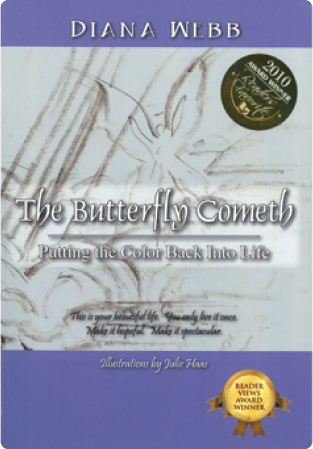 DIANA WEBB
2010
AWARD WINNER
The Butterfly Cometh
Putting the Color Back Into Life
This is your beautiful life. You only live it once.
Make it hopeful. Make it spectacular.
Illustrations by Julie Haas
READER
VIEWS
AWARD
WINNER